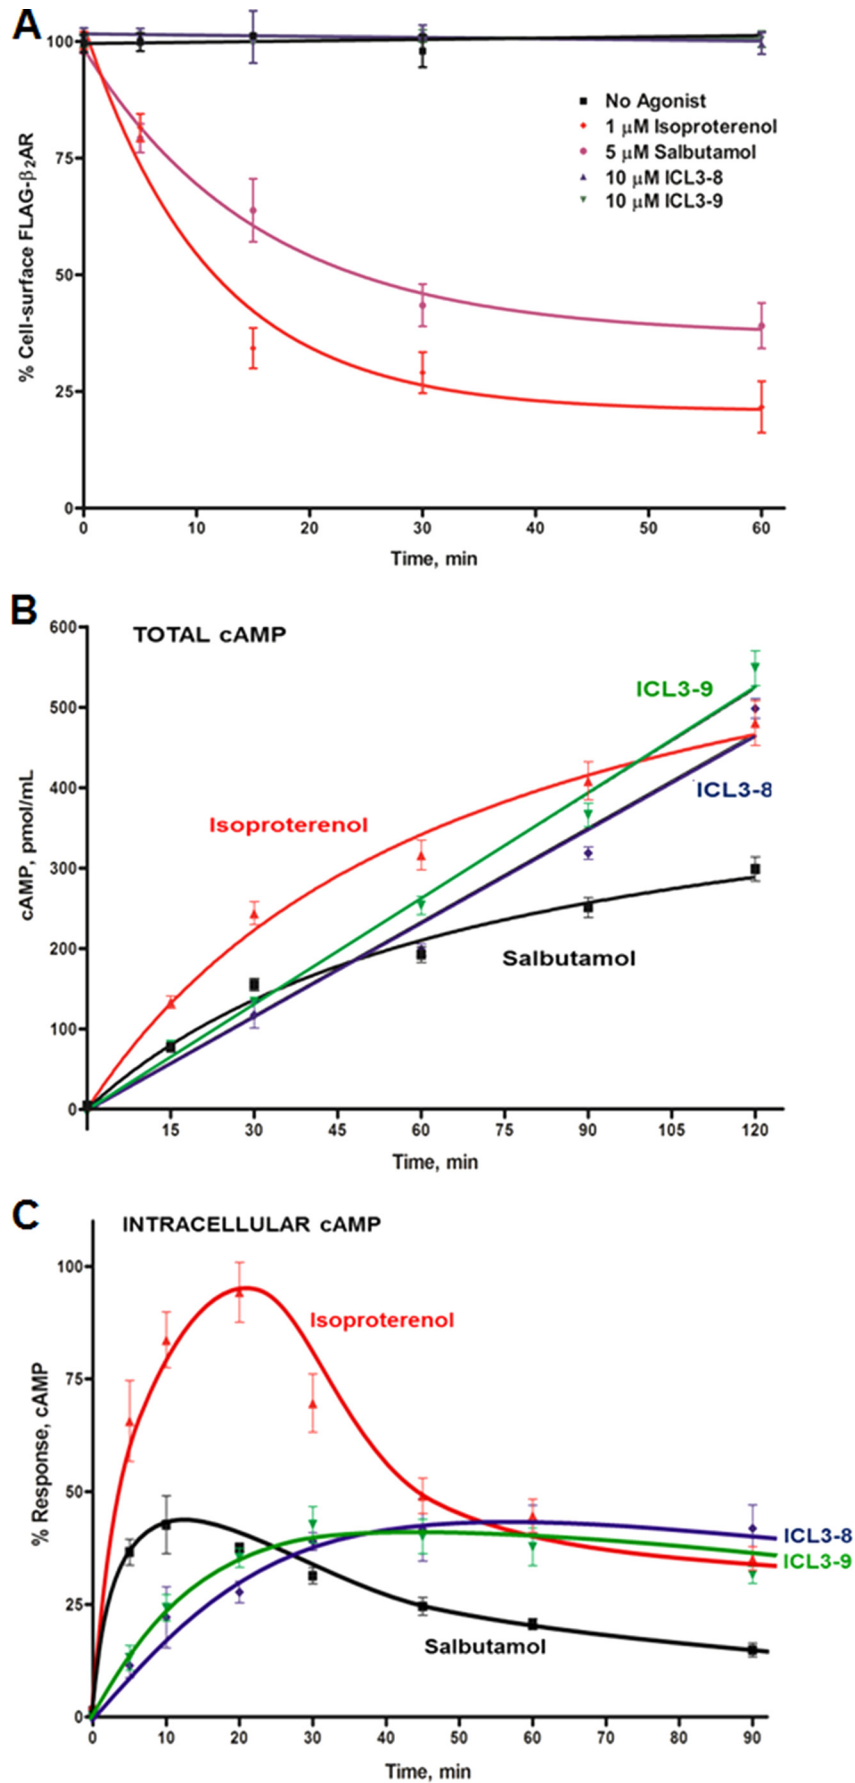 A
100
75
50
25
0
% Cell-surface FLAG-β₂AR
No Agonist
1 μM Isoproterenol
5 μM Salbutamol
10 μM ICL3-8
10 μM ICL3-9
0 10 20 30 40 50 60
Time, min
B
TOTAL cAMP
600
500
400
300
200
100
0
cAMP, pmol/mL
ICL3-9
ICL3-8
Isoproterenol
Salbutamol
15 30 45 60 75 90 105 120
Time, min
C
INTRACELLULAR cAMP
100
75
50
25
0
% Response, cAMP
Isoproterenol
ICL3-8
ICL3-9
Salbutamol
0 10 20 30 40 50 60 70 80 90
Time, min